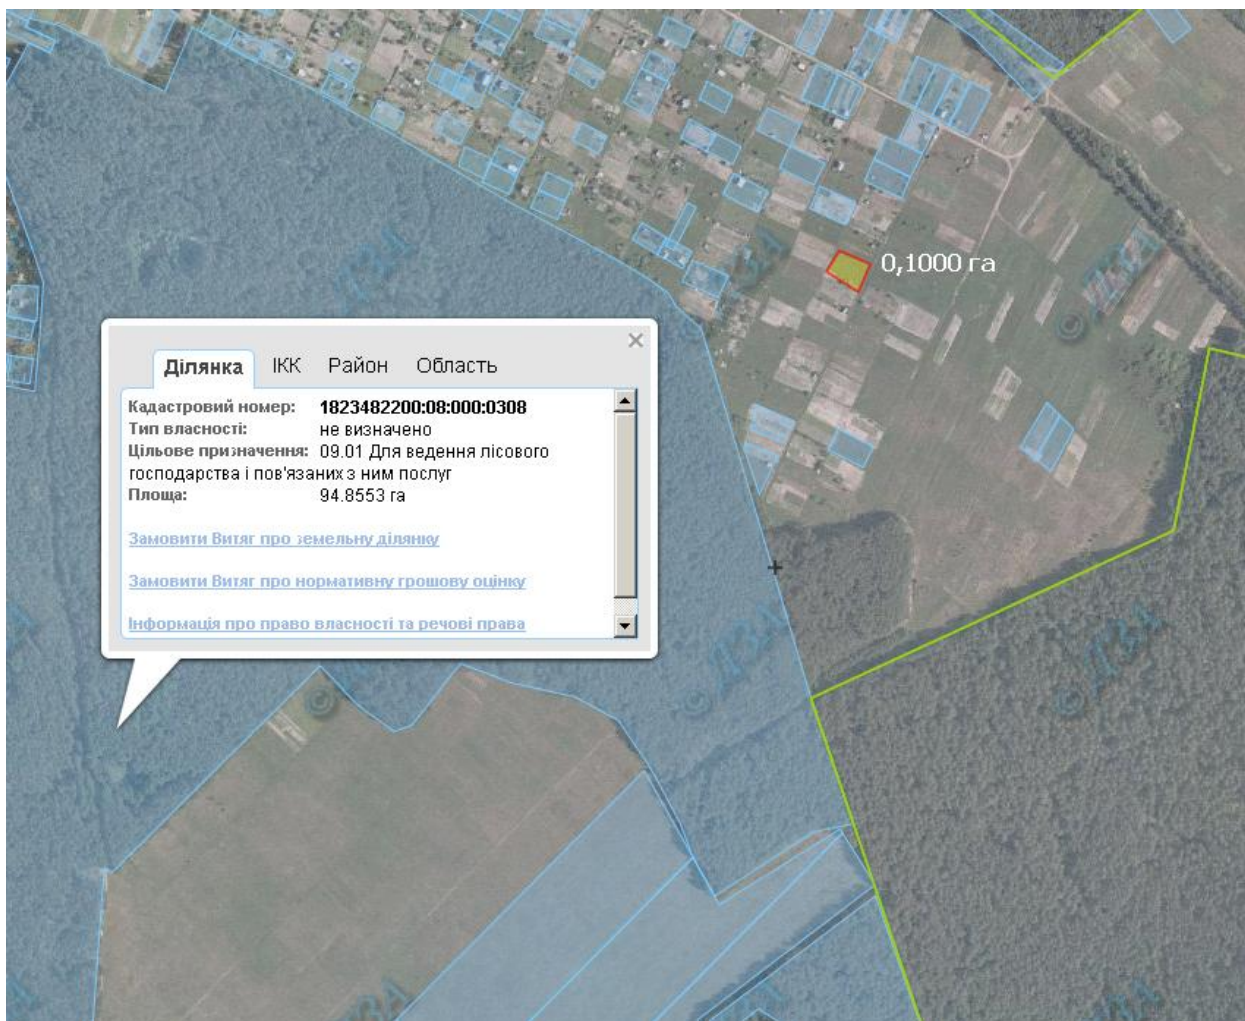 0,1000 га
Ділянка ІКК Район Область
Кадастровий номер: 1823482200:08:000:0308
Тип власності: не визначено
Цільове призначення: 09.01 Для ведення лісового
господарства і пов'язаних з ним послуг
Площа: 94.8553 га
Замовити Витяг про земельну ділянку
Замовити Витяг про нормативну грошову оцінку
Інформація про право власності та речові права
© ДЗА
© ДЗА